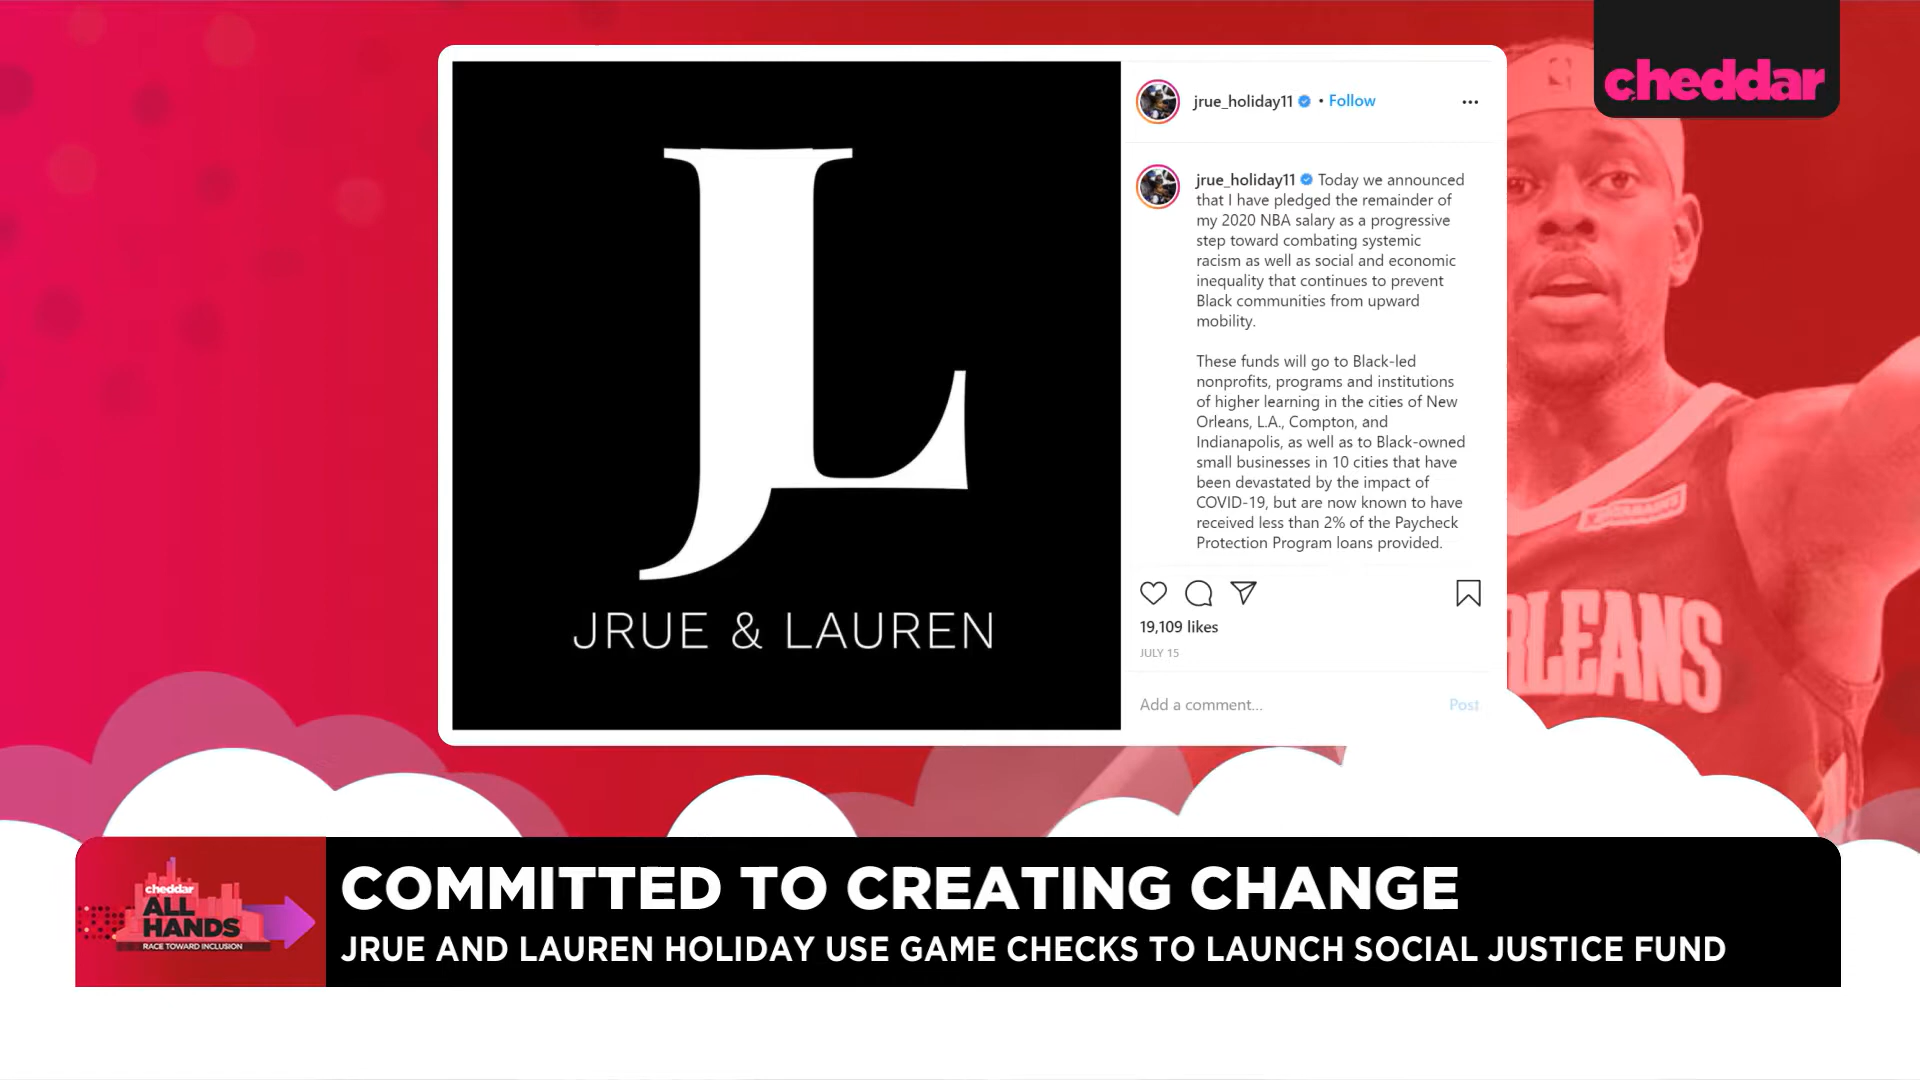 cheddar
jrue_holiday11 • Follow
jrue_holiday11 Today we announced
that I have pledged the remainder of
my 2020 NBA salary as a progressive
step toward combating systemic
racism as well as social and economic
inequality that continues to prevent
Black communities from upward
mobility.
These funds will go to Black-led
nonprofits, programs and institutions
of higher learning in the cities of New
Orleans, L.A., Compton, and
Indianapolis, as well as to Black-owned
small businesses in 10 cities that have
been devastated by the impact of
COVID-19, but are now known to have
received less than 2% of the Paycheck
Protection Program loans provided.
19,109 likes
JULY 15
Add a comment... Post
JL
JRUE & LAUREN
RLEANS
cheddar
ALL
HANDS
RACE TOWARD INCLUSION
COMMITTED TO CREATING CHANGE
JRUE AND LAUREN HOLIDAY USE GAME CHECKS TO LAUNCH SOCIAL JUSTICE FUND